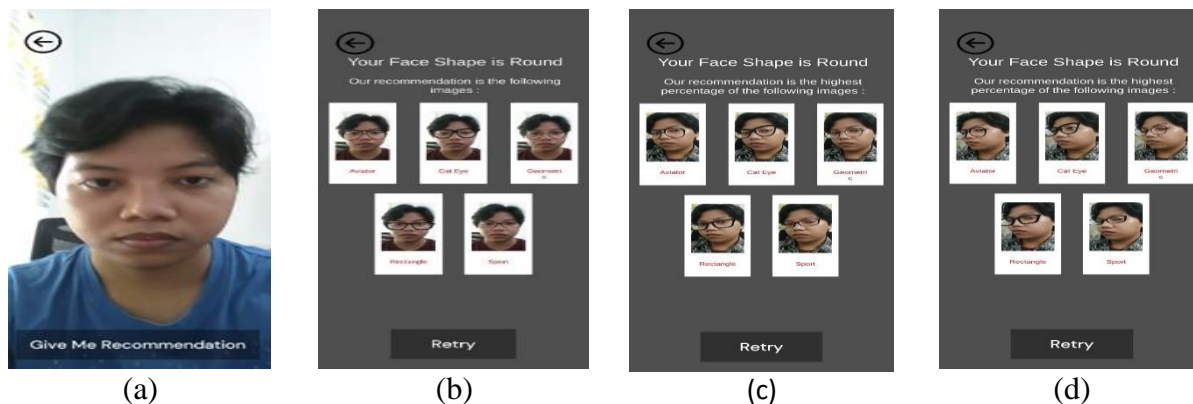 Give Me Recommendation
(a)
Your Face Shape is Round
Our recommendation is the following
images :
Aviator
Cat Eye
Geometri
c
Rectangle
Sport
Retry
(b)
Your Face Shape is Round
Our recommendation is the highest
percentage of the following images :
Aviator
Cat Eye
Geometri
c
Rectangle
Sport
Retry
(c)
Your Face Shape is Round
Our recommendation is the highest
percentage of the following images :
Aviator
Cat Eye
Geometri
c
Rectangle
Sport
Retry
(d)